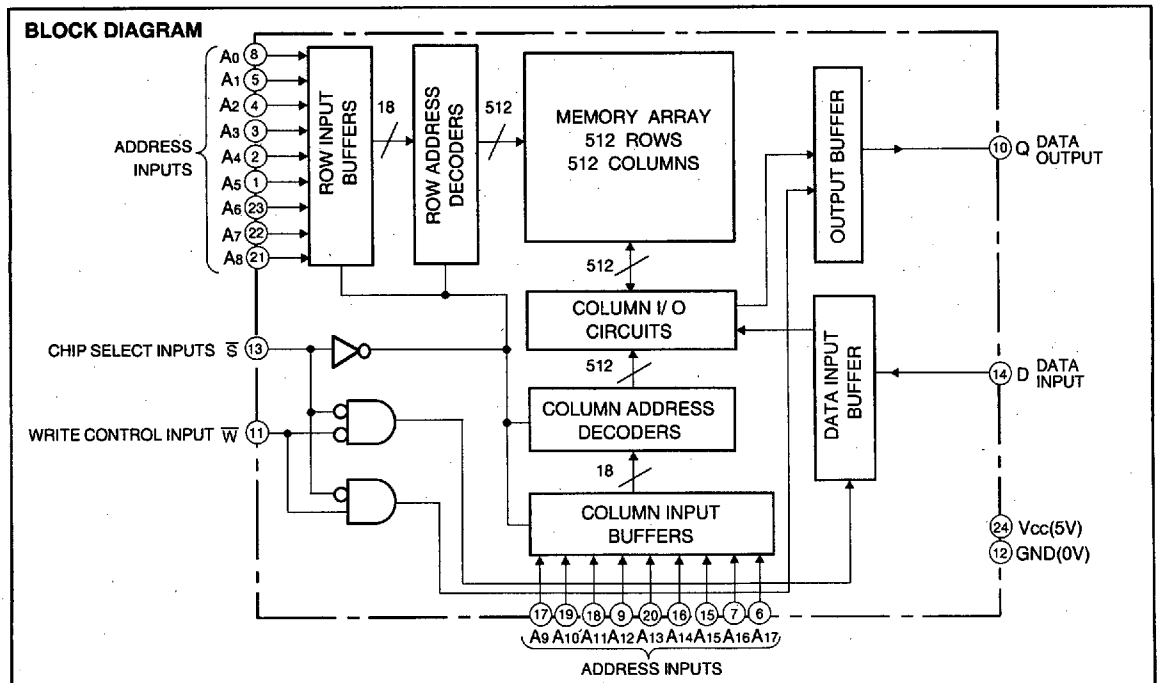 BLOCK DIAGRAM
ADDRESS
INPUTS
A0 8
A1 5
A2 4
A3 3
A4 2
A5 1
A6 23
A7 22
A8 21
ROW INPUT
BUFFERS
18
ROW ADDRESS
DECODERS
512
MEMORY ARRAY
512 ROWS
512 COLUMNS
OUTPUT BUFFER
10 Q DATA
OUTPUT
512
COLUMN I/O
CIRCUITS
CHIP SELECT INPUTS S̅ 13
512
DATA INPUT
BUFFER
14 D DATA
INPUT
COLUMN ADDRESS
DECODERS
WRITE CONTROL INPUT W̅ 11
18
COLUMN INPUT
BUFFERS
24 Vcc(5V)
12 GND(0V)
17 19 18 9 20 16 15 7 6
A9 A10 A11 A12 A13 A14 A15 A16 A17
ADDRESS INPUTS